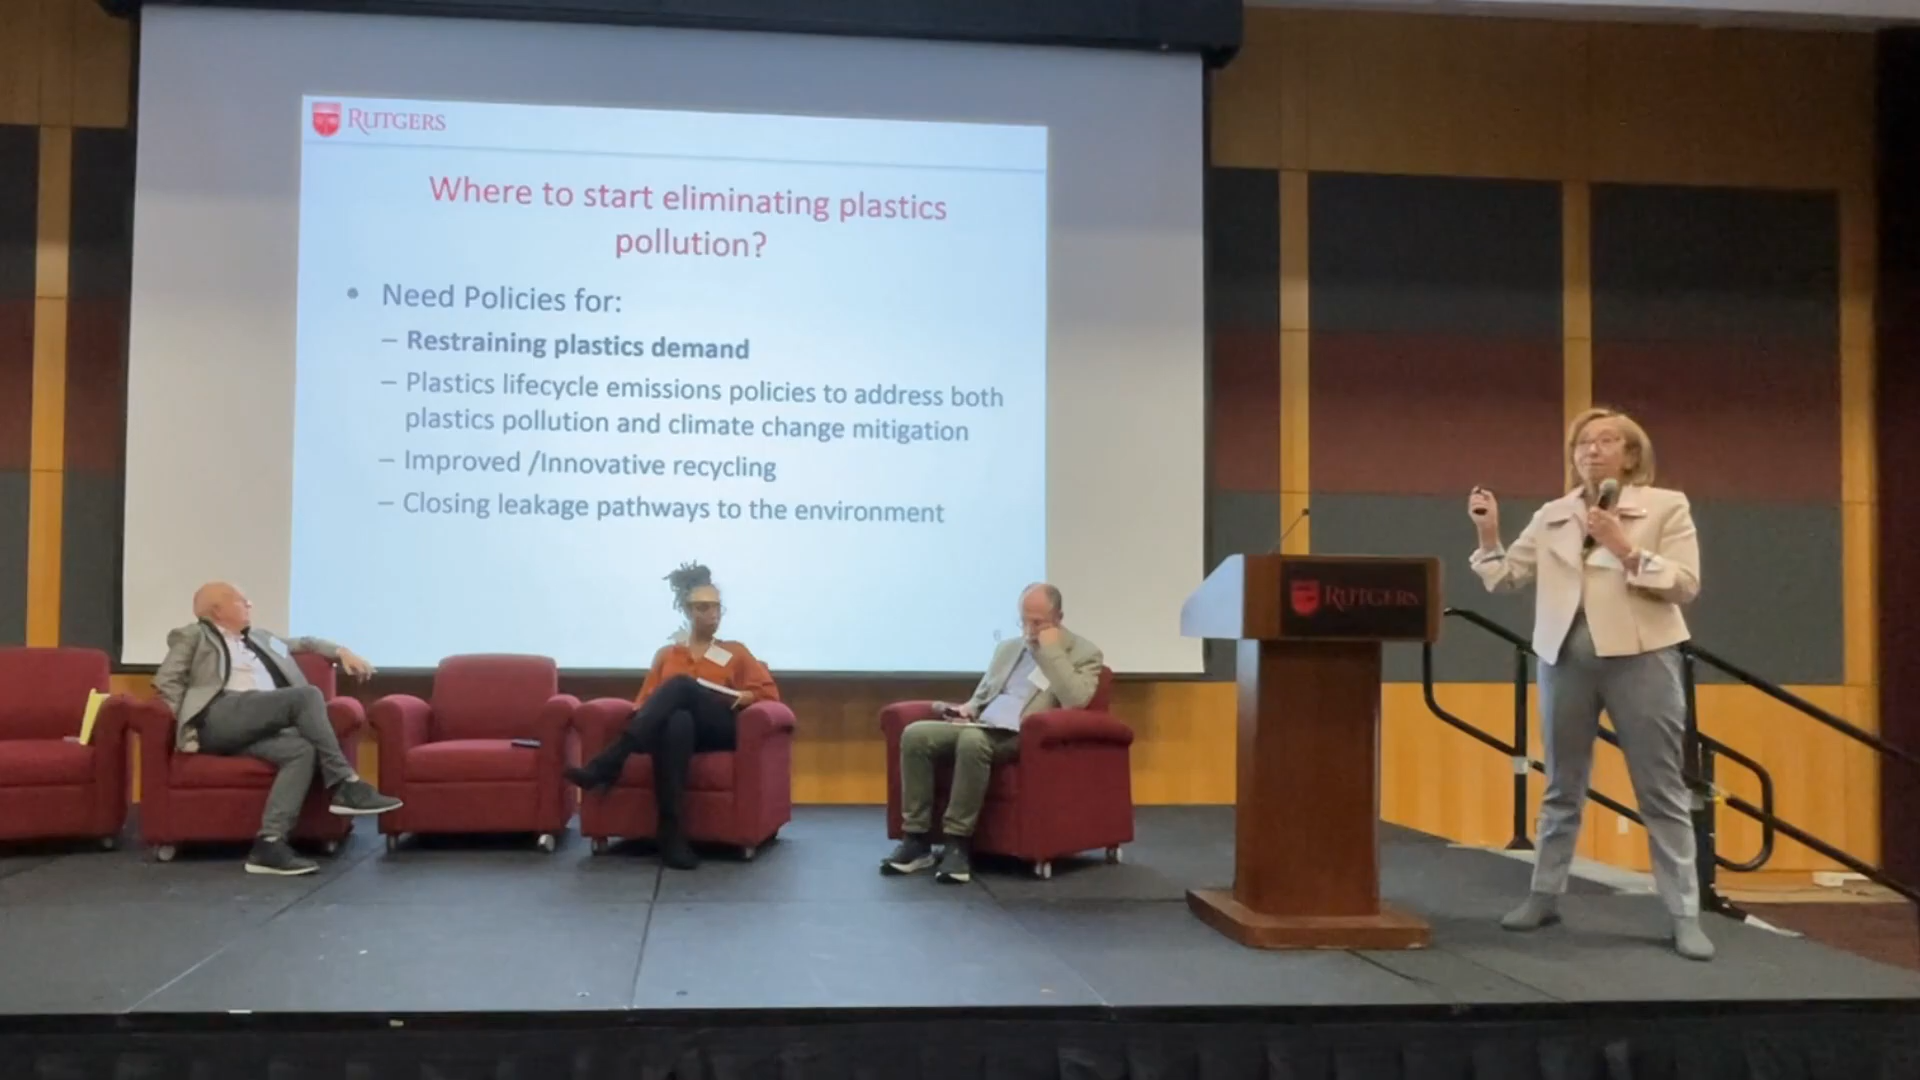 RUTGERS
Where to start eliminating plastics
pollution?
• Need Policies for:
– Restraining plastics demand
– Plastics lifecycle emissions policies to address both
plastics pollution and climate change mitigation
– Improved /Innovative recycling
– Closing leakage pathways to the environment
6
RUTGERS